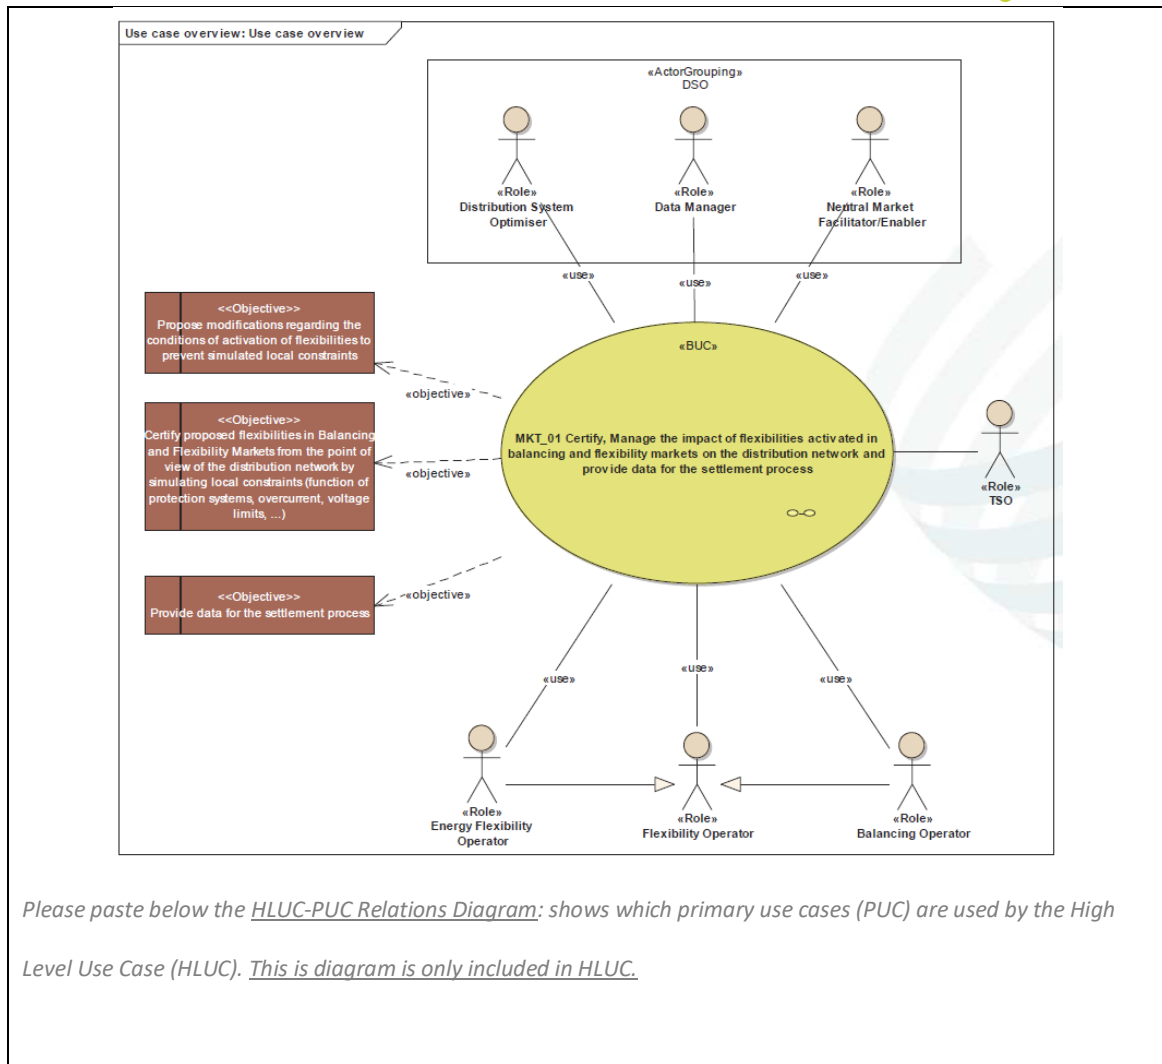 Use case overview: Use case overview
«ActorGrouping»
DSO
«Role»
Distribution System
Optimiser
«Role»
Data Manager
«Role»
Neutral Market
Facilitator/Enabler
«use»
«use»
«use»
<<Objective>>
Propose modifications regarding the
conditions of activation of flexibilities to
prevent simulated local constraints
«objective»
<<Objective>>
Certify proposed flexibilities in Balancing
and Flexibility Markets from the point of
view of the distribution network by
simulating local constraints (function of
protection systems, overcurrent, voltage
limits, ...)
«objective»
<<Objective>>
Provide data for the settlement process
«objective»
«BUC»
MKT_01 Certify, Manage the impact of flexibilities activated in
balancing and flexibility markets on the distribution network and
provide data for the settlement process
«Role»
TSO
«use»
«use»
«use»
«Role»
Energy Flexibility
Operator
«Role»
Flexibility Operator
«Role»
Balancing Operator
Please paste below the HLUC-PUC Relations Diagram: shows which primary use cases (PUC) are used by the High
Level Use Case (HLUC). This is diagram is only included in HLUC.